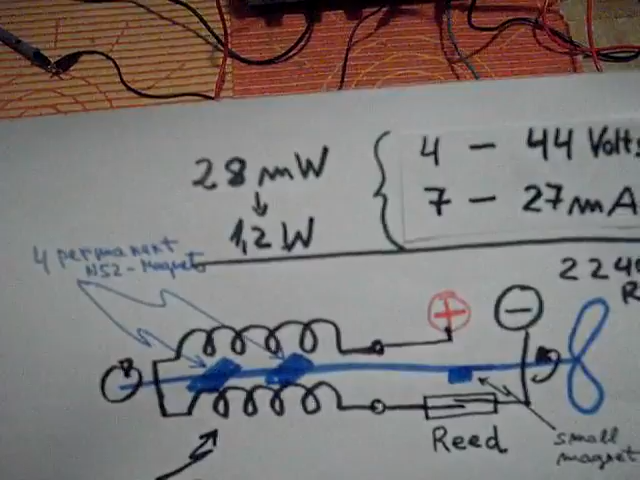 28 mW
↓
1,2 W
4 - 44 Volts
7 - 27 mA
4 permanent
N52-Magnets
+
-
Reed
small
magnet